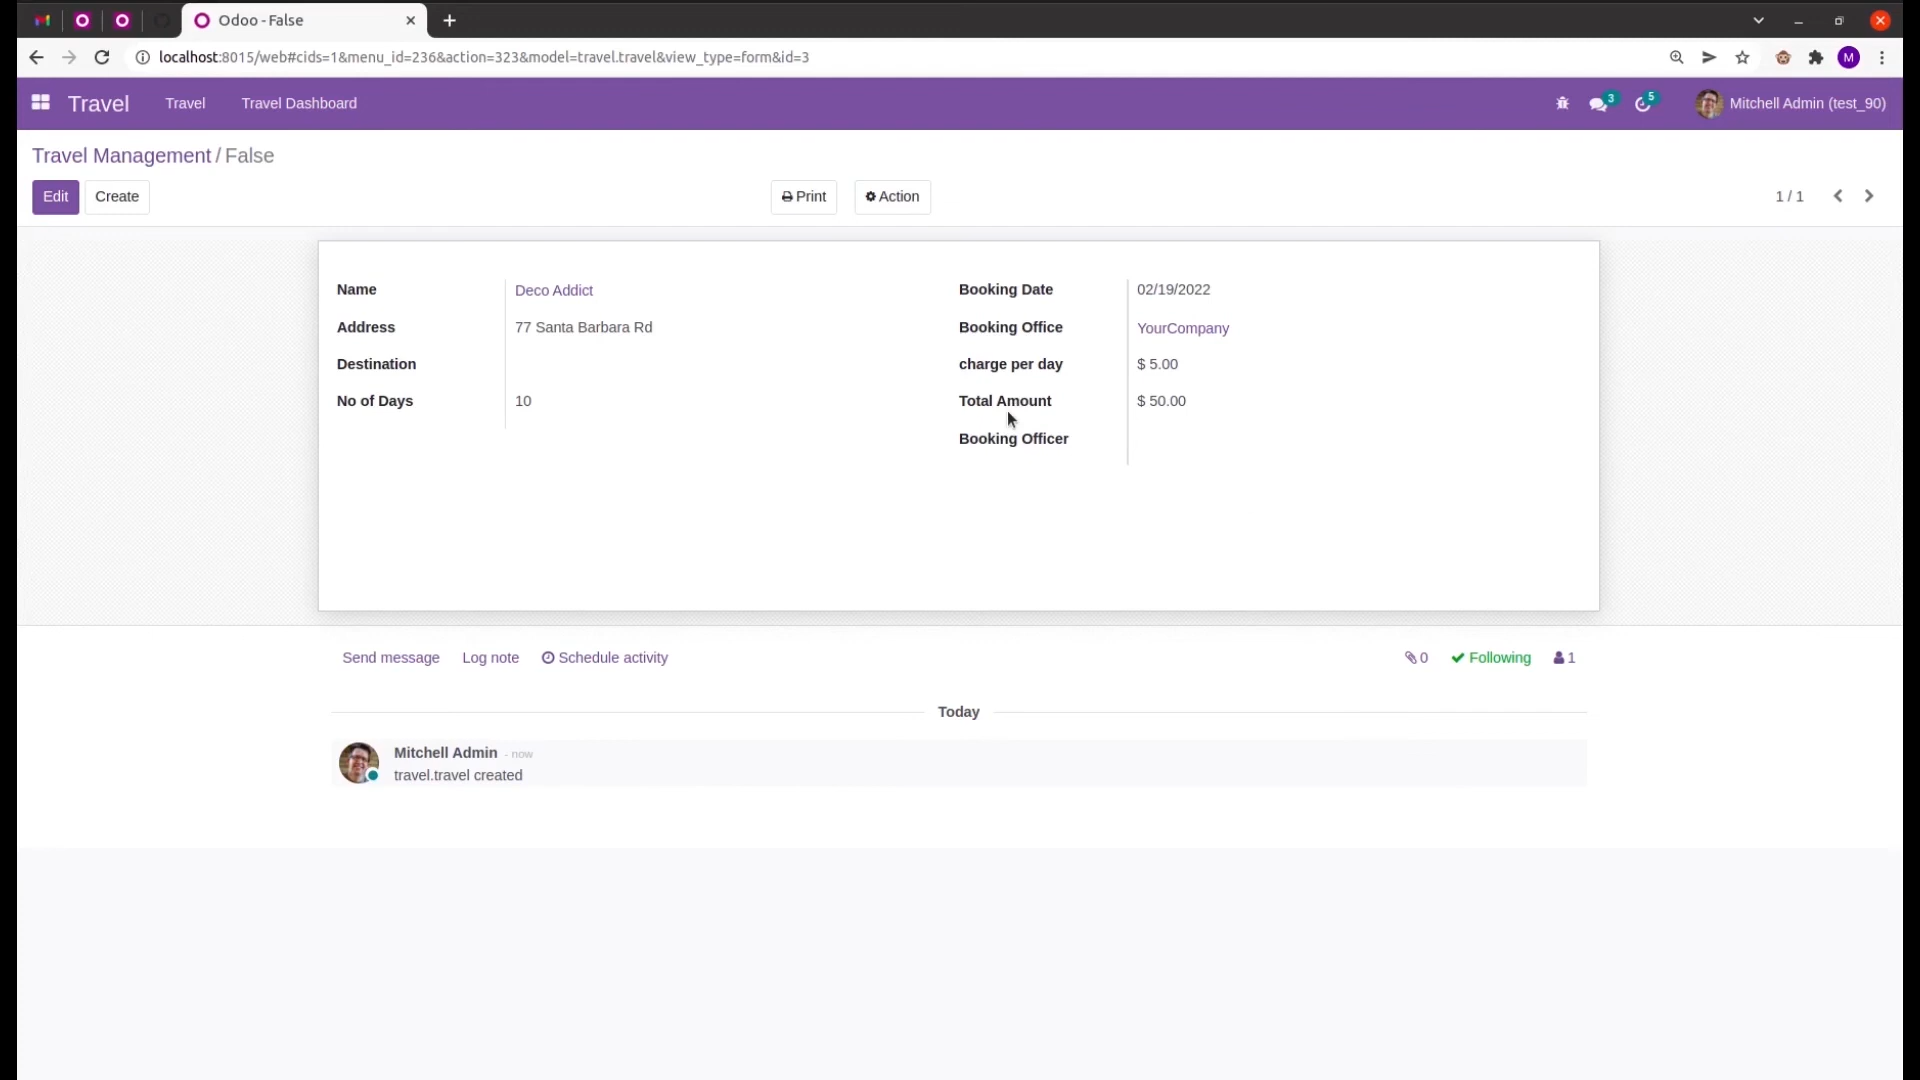 Odoo - False
localhost:8015/web#cids=1&menu_id=236&action=323&model=travel.travel&view_type=form&id=3
M
Travel Travel Travel Dashboard 3 5 Mitchell Admin (test_90)
Travel Management / False
Edit Create Print Action 1 / 1
Name Deco Addict Booking Date 02/19/2022
Address 77 Santa Barbara Rd Booking Office YourCompany
Destination charge per day $ 5.00
No of Days 10 Total Amount $ 50.00
Booking Officer
Send message Log note Schedule activity 0 Following 1
Today
Mitchell Admin - now
travel.travel created